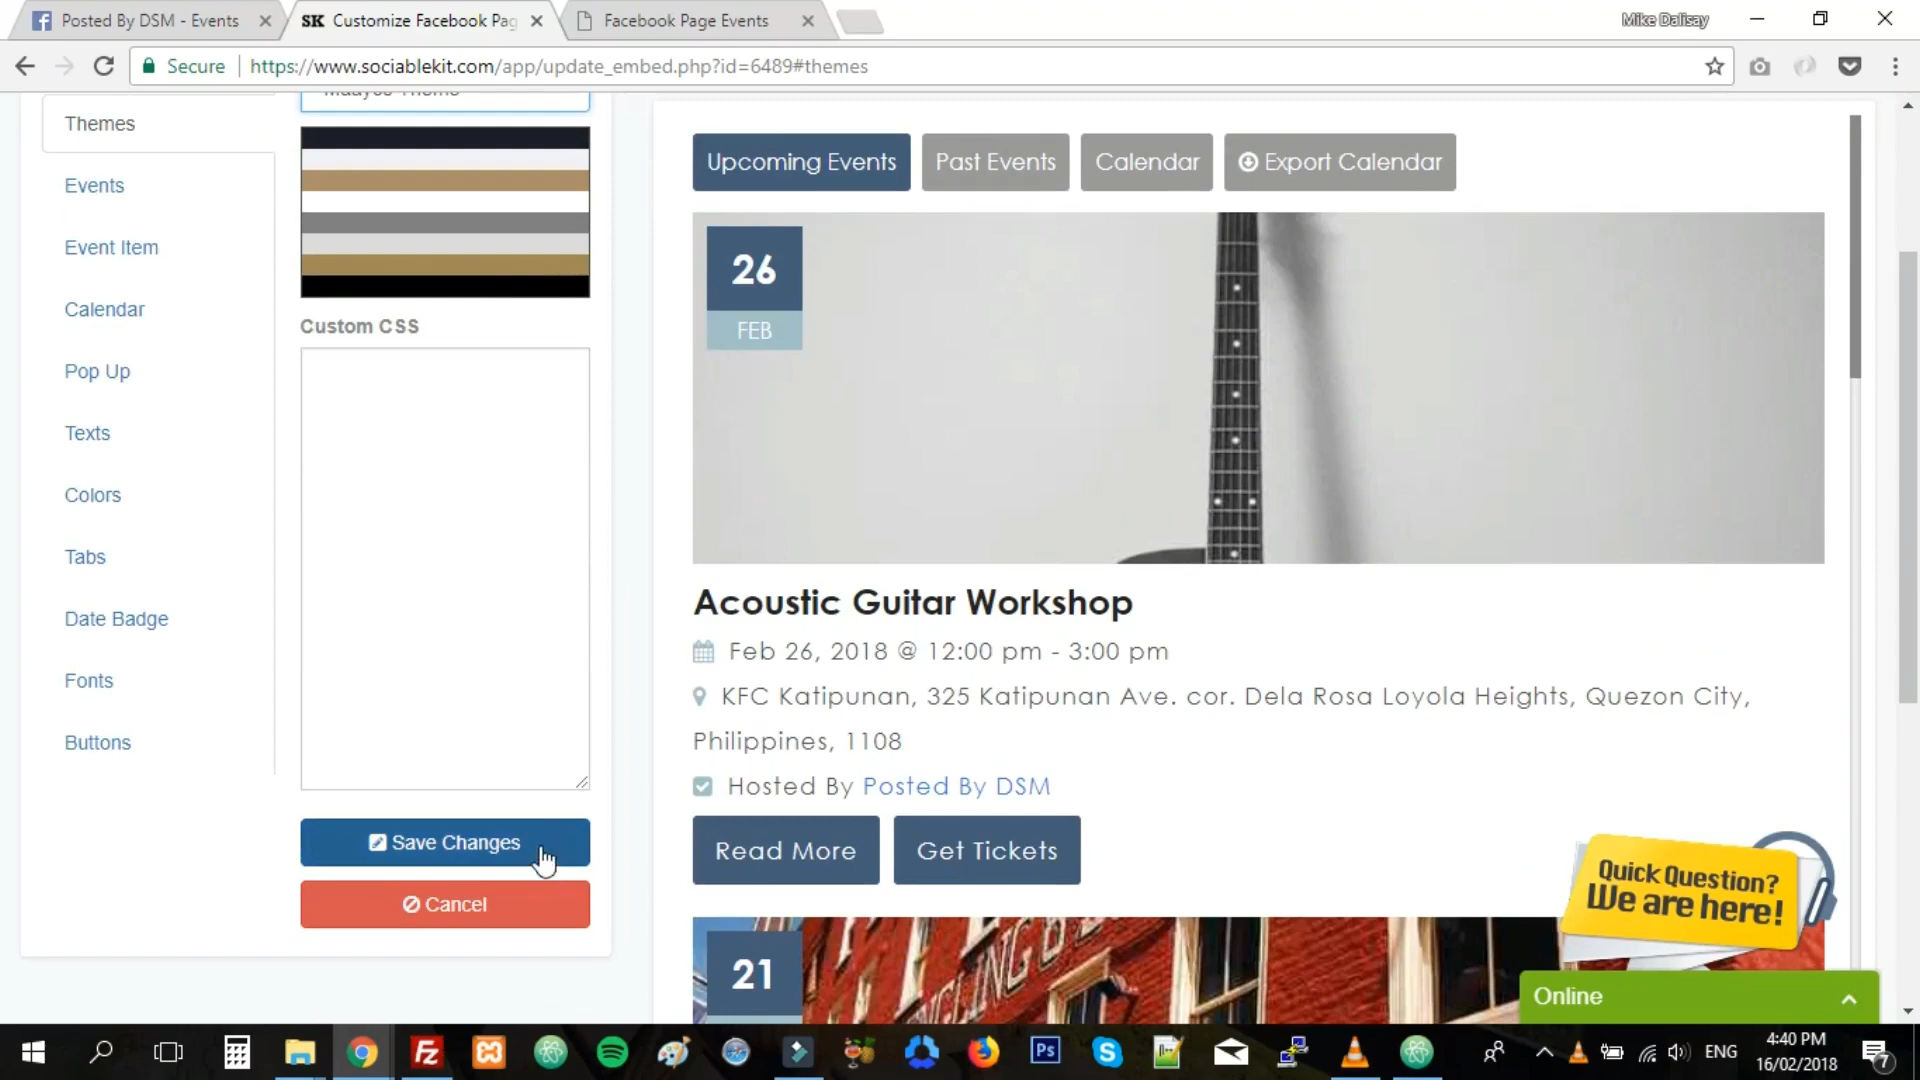 Posted By DSM - Events
SK Customize Facebook Pag
Facebook Page Events
Mike Dalisay
Secure https://www.sociablekit.com/app/update_embed.php?id=6489#themes
Themes
Events
Event Item
Calendar
Pop Up
Texts
Colors
Tabs
Date Badge
Fonts
Buttons
Custom CSS
Save Changes
Cancel
Upcoming Events
Past Events
Calendar
Export Calendar
26
FEB
Acoustic Guitar Workshop
Feb 26, 2018 @ 12:00 pm - 3:00 pm
KFC Katipunan, 325 Katipunan Ave. cor. Dela Rosa Loyola Heights, Quezon City,
Philippines, 1108
Hosted By Posted By DSM
Read More
Get Tickets
21
Quick Question?
We are here!
Online
Fz
Ps
ENG
4:40 PM
16/02/2018
7